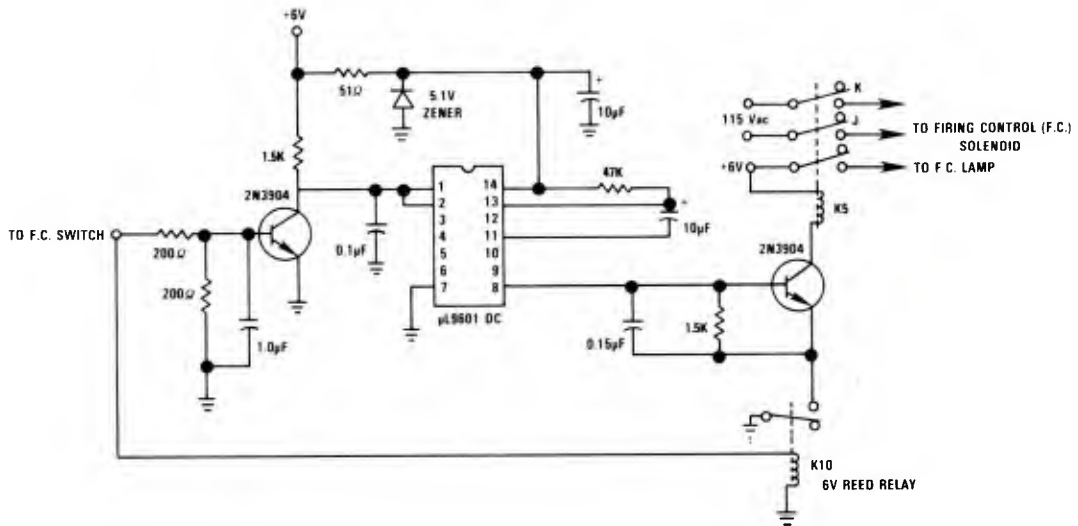 +6V
51Ω
5.1V
ZENER
+
10µF
1.5K
2N3904
TO F.C. SWITCH
200Ω
200Ω
1.0µF
0.1µF
1
2
3
4
5
6
7
14
13
12
11
10
9
8
µL9601 DC
47K
+
10µF
0.15µF
1.5K
2N3904
115 Vac
+6V
K
J
TO FIRING CONTROL (F.C.)
SOLENOID
TO F.C. LAMP
K5
K10
6V REED RELAY